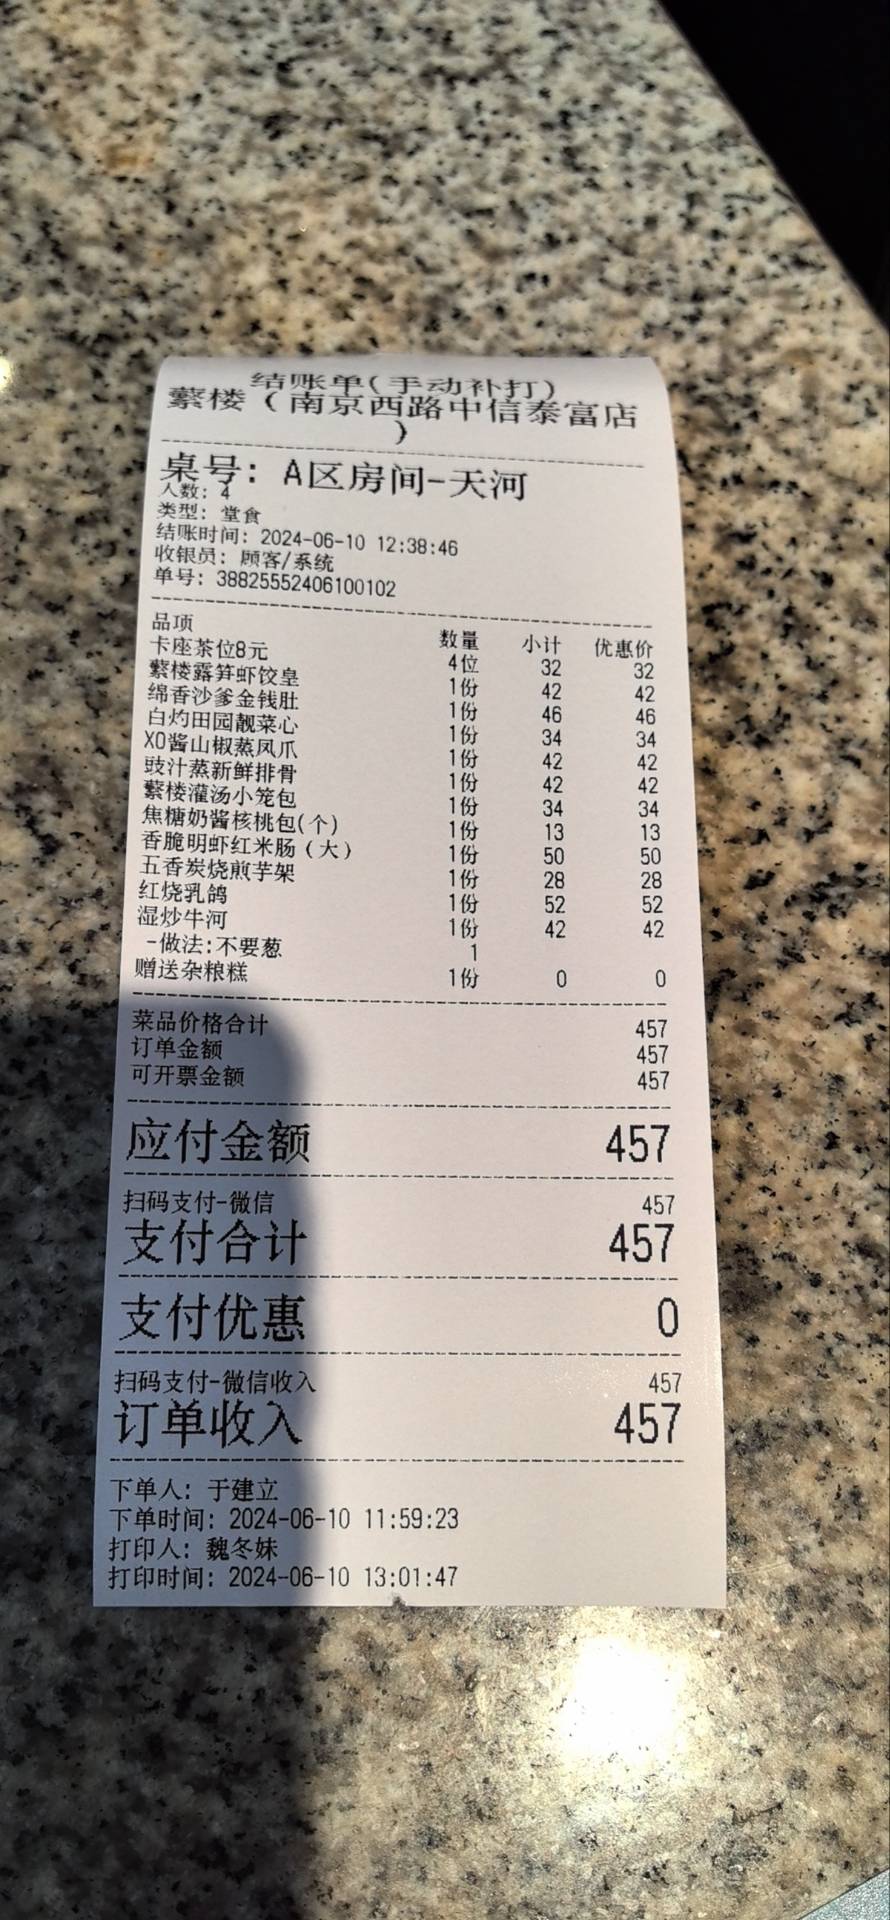 结账单(手动补打)
蘩楼（南京西路中信泰富店
）
桌号: A区房间-天河
人数: 4
类型: 堂食
结账时间: 2024-06-10 12:38:46
收银员: 顾客/系统
单号: 38825552406100102
品项 数量 小计 优惠价
卡座茶位8元 4位 32 32
蘩楼露笋虾饺皇 1份 42 42
绵香沙爹金钱肚 1份 46 46
白灼田园靓菜心 1份 34 34
XO酱山椒蒸凤爪 1份 42 42
豉汁蒸新鲜排骨 1份 42 42
蘩楼灌汤小笼包 1份 34 34
焦糖奶酱核桃包(个) 1份 13 13
香脆明虾红米肠（大） 1份 50 50
五香炭烧煎芋架 1份 28 28
红烧乳鸽 1份 52 52
湿炒牛河 1份 42 42
-做法:不要葱 1
赠送杂粮糕 1份 0 0
菜品价格合计 457
订单金额 457
可开票金额 457
应付金额 457
扫码支付-微信 457
支付合计 457
支付优惠 0
扫码支付-微信收入 457
订单收入 457
下单人: 于建立
下单时间: 2024-06-10 11:59:23
打印人: 魏冬妹
打印时间: 2024-06-10 13:01:47